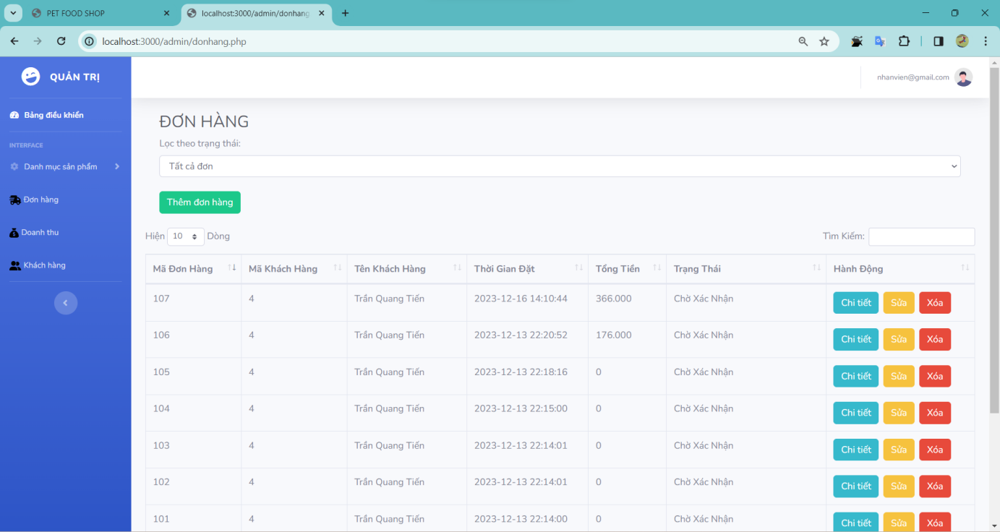 PET FOOD SHOP
localhost:3000/admin/donhang
localhost:3000/admin/donhang.php
QUẢN TRỊ
nhanvien@gmail.com
Bảng điều khiển
INTERFACE
Danh mục sản phẩm
Đơn hàng
Doanh thu
Khách hàng
ĐƠN HÀNG
Lọc theo trạng thái:
Tất cả đơn
Thêm đơn hàng
Hiện 10 Dòng
Tìm Kiếm:
Mã Đơn Hàng Mã Khách Hàng Tên Khách Hàng Thời Gian Đặt Tổng Tiền Trạng Thái Hành Động
107 4 Trần Quang Tiến 2023-12-16 14:10:44 366.000 Chờ Xác Nhận Chi tiết Sửa Xóa
106 4 Trần Quang Tiến 2023-12-13 22:20:52 176.000 Chờ Xác Nhận Chi tiết Sửa Xóa
105 4 Trần Quang Tiến 2023-12-13 22:18:16 0 Chờ Xác Nhận Chi tiết Sửa Xóa
104 4 Trần Quang Tiến 2023-12-13 22:15:00 0 Chờ Xác Nhận Chi tiết Sửa Xóa
103 4 Trần Quang Tiến 2023-12-13 22:14:01 0 Chờ Xác Nhận Chi tiết Sửa Xóa
102 4 Trần Quang Tiến 2023-12-13 22:14:01 0 Chờ Xác Nhận Chi tiết Sửa Xóa
101 4 Trần Quang Tiến 2023-12-13 22:14:00 0 Chờ Xác Nhận Chi tiết Sửa Xóa